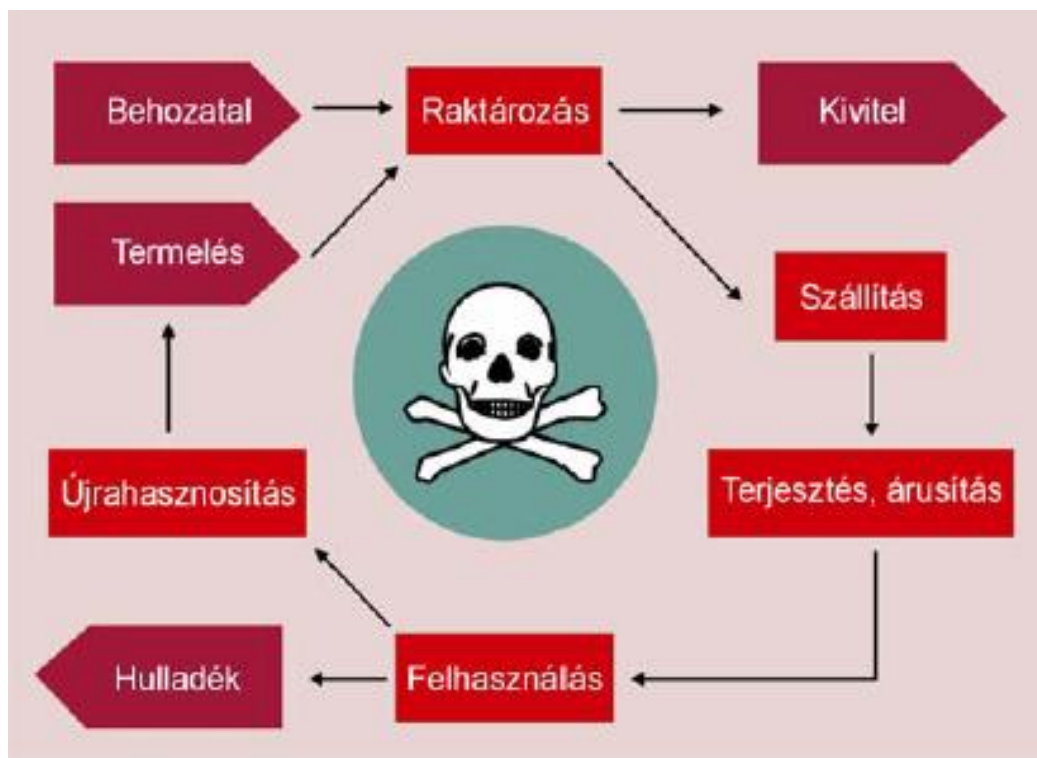 Behozatal
Raktározás
Kivitel
Termelés
Szállítás
Újrahasznosítás
Terjesztés, árusítás
Hulladék
Felhasználás